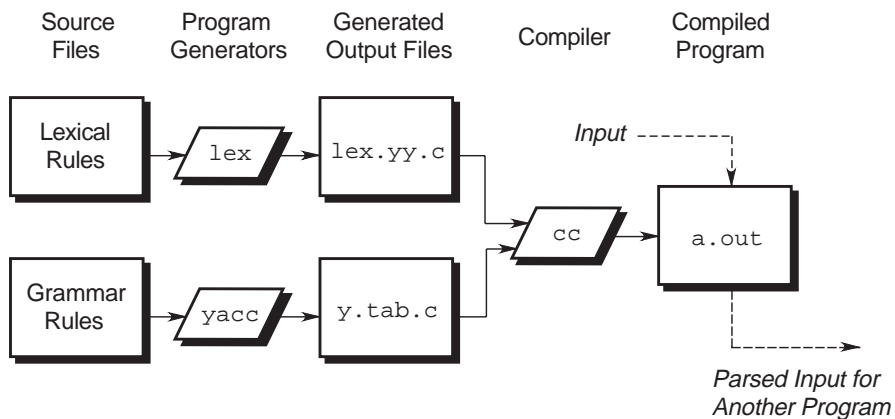 Source
Files
Program
Generators
Generated
Output Files
Compiler
Compiled
Program
Lexical
Rules
lex
lex.yy.c
Input
cc
a.out
Grammar
Rules
yacc
y.tab.c
Parsed Input for
Another Program